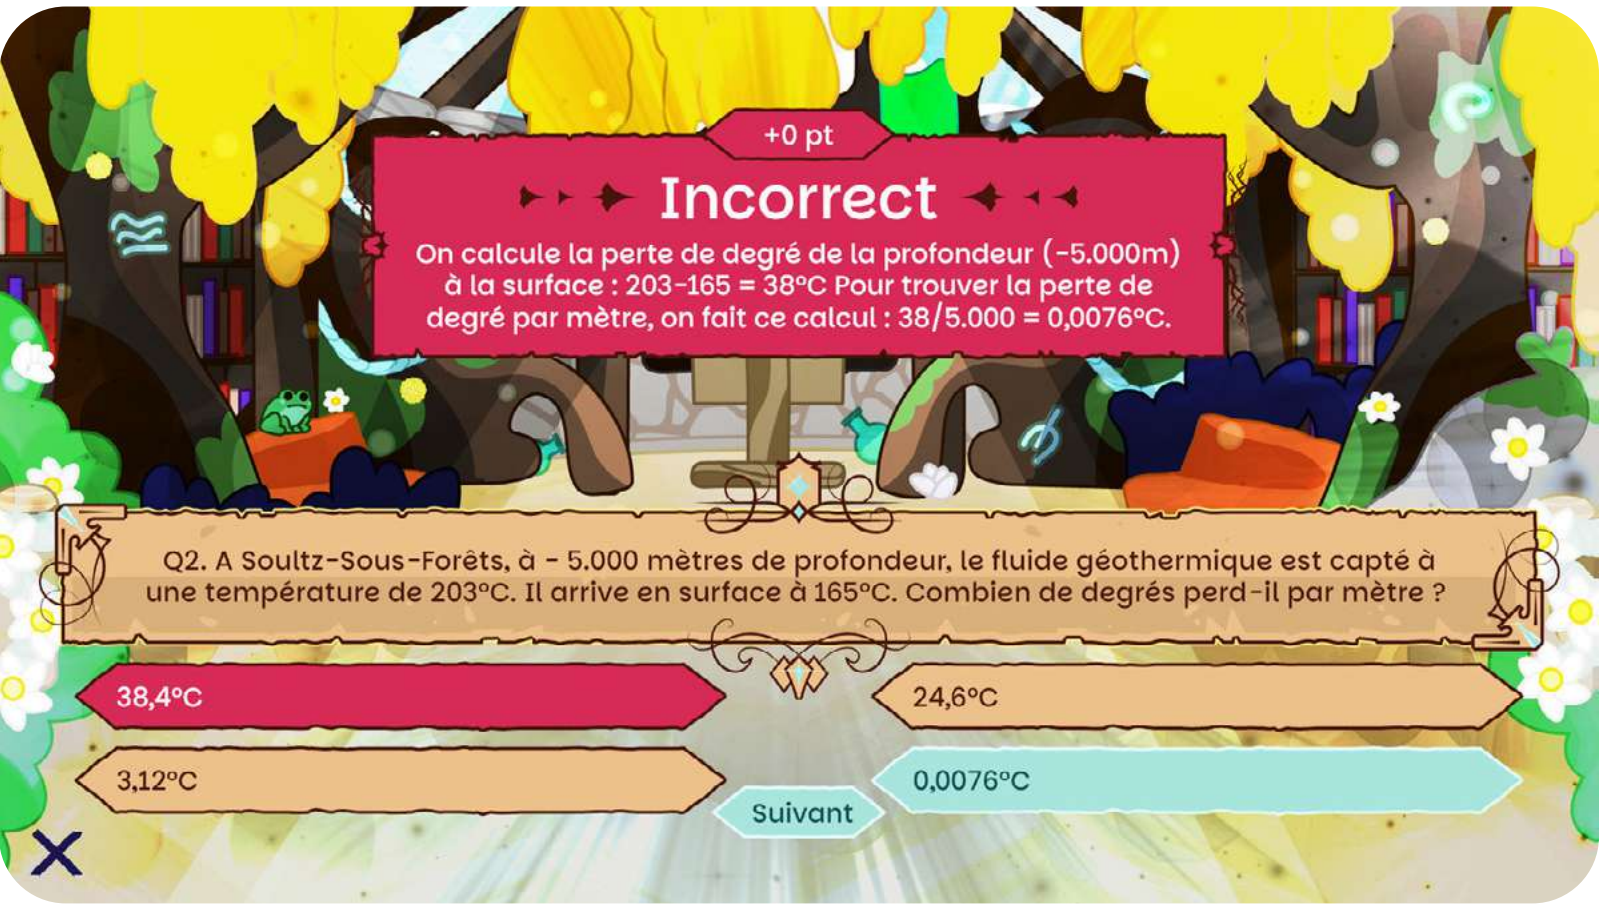 +0 pt
Incorrect
On calcule la perte de degré de la profondeur (-5.000m)
à la surface : 203-165 = 38°C Pour trouver la perte de
degré par mètre, on fait ce calcul : 38/5.000 = 0,0076°C.
Q2. A Soultz-Sous-Forêts, à - 5.000 mètres de profondeur, le fluide géothermique est capté à
une température de 203°C. Il arrive en surface à 165°C. Combien de degrés perd-il par mètre ?
38,4°C
24,6°C
3,12°C
0,0076°C
Suivant